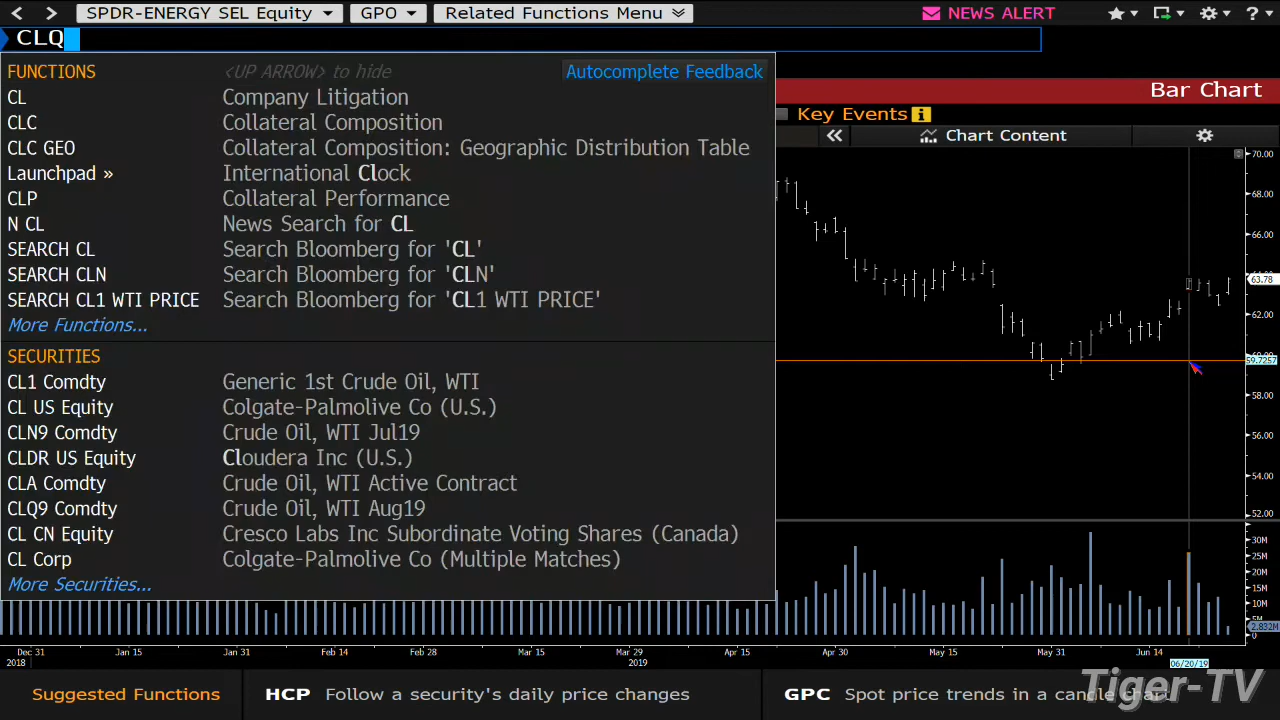 SPDR-ENERGY SEL Equity GPO Related Functions Menu NEWS ALERT ?
CLQ
FUNCTIONS <UP ARROW> to hide Autocomplete Feedback
CL Company Litigation
CLC Collateral Composition
CLC GEO Collateral Composition: Geographic Distribution Table
Launchpad » International Clock
CLP Collateral Performance
N CL News Search for CL
SEARCH CL Search Bloomberg for 'CL'
SEARCH CLN Search Bloomberg for 'CLN'
SEARCH CL1 WTI PRICE Search Bloomberg for 'CL1 WTI PRICE'
More Functions...
SECURITIES
CL1 Comdty Generic 1st Crude Oil, WTI
CL US Equity Colgate-Palmolive Co (U.S.)
CLN9 Comdty Crude Oil, WTI Jul19
CLDR US Equity Cloudera Inc (U.S.)
CLA Comdty Crude Oil, WTI Active Contract
CLQ9 Comdty Crude Oil, WTI Aug19
CL CN Equity Cresco Labs Inc Subordinate Voting Shares (Canada)
CL Corp Colgate-Palmolive Co (Multiple Matches)
More Securities...
Bar Chart
Key Events i
« Chart Content
70.00
68.00
66.00
63.78
62.00
59.7257
58.00
56.00
54.00
52.00
30M
25M
20M
15M
10M
5M
2.832M
0
Dec 31 Jan 15 Jan 31 Feb 14 Feb 28 Mar 15 Mar 29 Apr 15 Apr 30 May 15 May 31 Jun 14
2018 2019 06/20/19
Suggested Functions HCP Follow a security's daily price changes GPC Spot price trends in a candle chart
Tiger-TV